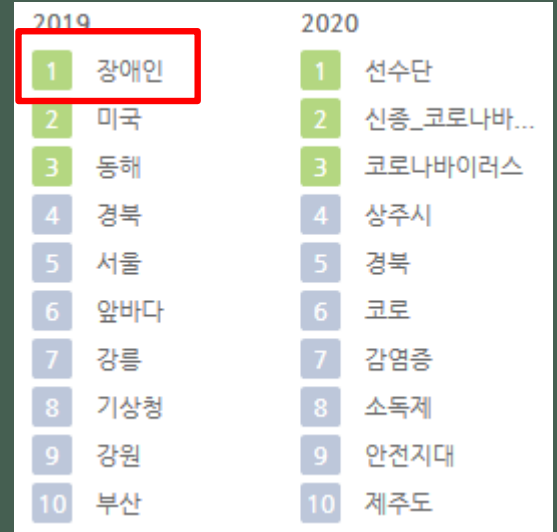 2019
1 장애인
2 미국
3 동해
4 경북
5 서울
6 앞바다
7 강릉
8 기상청
9 강원
10 부산
2020
1 선수단
2 신종_코로나바...
3 코로나바이러스
4 상주시
5 경북
6 코로
7 감염증
8 소독제
9 안전지대
10 제주도